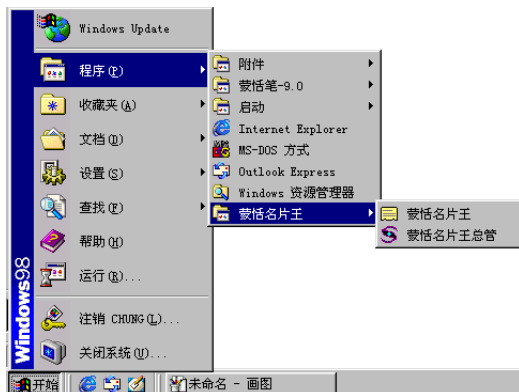 Windows Update
程序(P)
收藏夹(A)
文档(D)
设置(S)
查找(F)
帮助(H)
运行(R)...
注销 CHUNG(L)...
关闭系统(U)...
Windows98
附件
蒙恬笔-9.0
启动
Internet Explorer
MS-DOS 方式
Outlook Express
Windows 资源管理器
蒙恬名片王
蒙恬名片王
蒙恬名片王总管
开始
未命名 - 画图